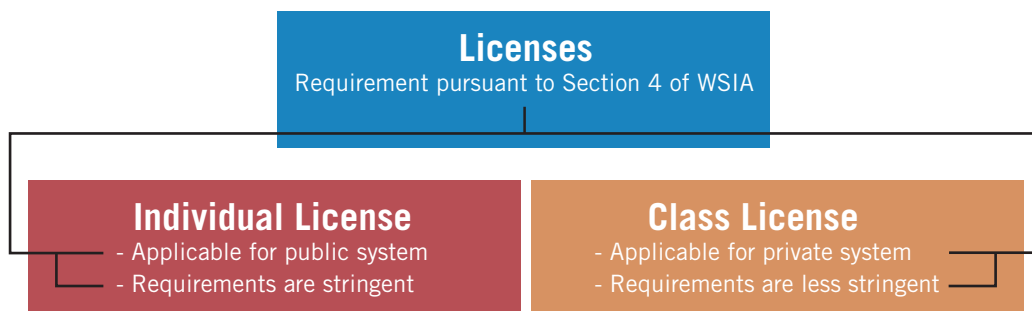 Licenses
Requirement pursuant to Section 4 of WSIA
Individual License
- Applicable for public system
- Requirements are stringent
Class License
- Applicable for private system
- Requirements are less stringent